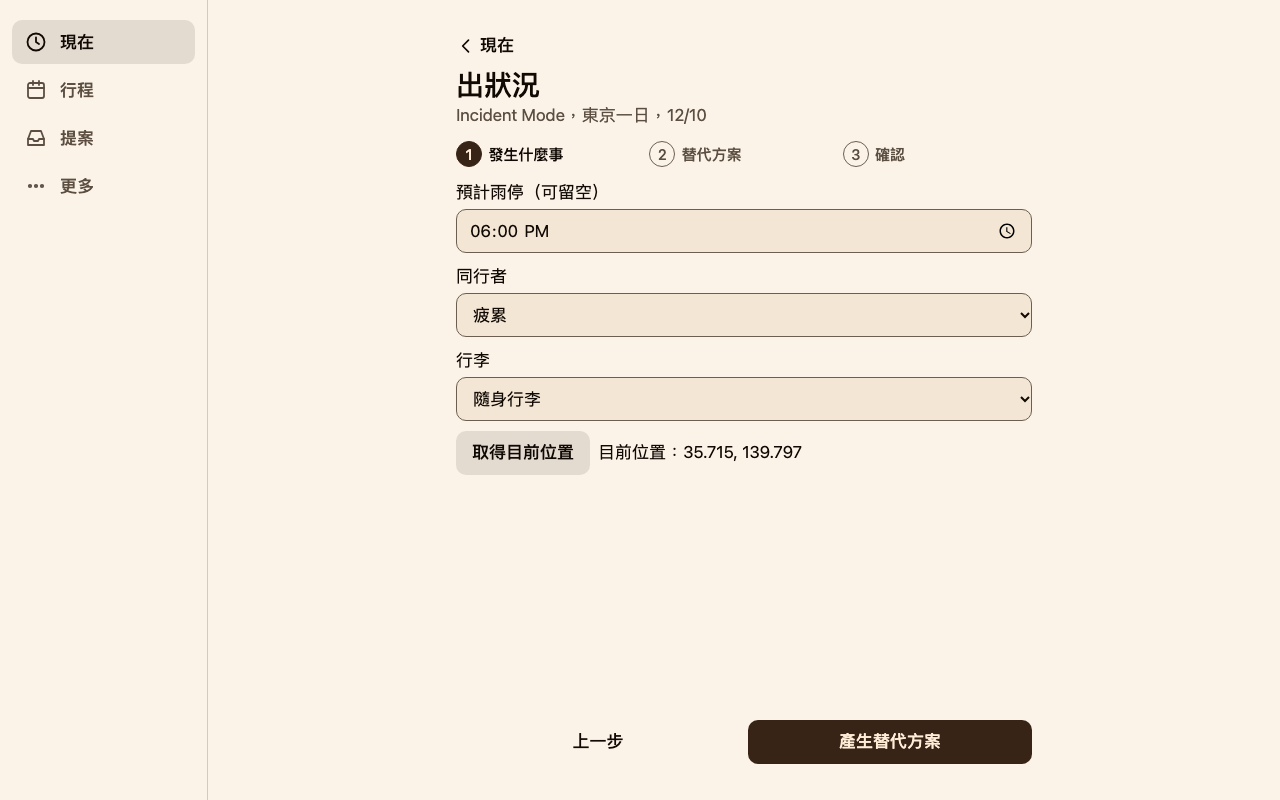 現在
行程
提案
更多
現在
出狀況
Incident Mode，東京一日，12/10
1 發生什麼事
2 替代方案
3 確認
預計雨停（可留空）
06:00 PM
同行者
疲累
行李
隨身行李
取得目前位置
目前位置：35.715, 139.797
上一步
產生替代方案